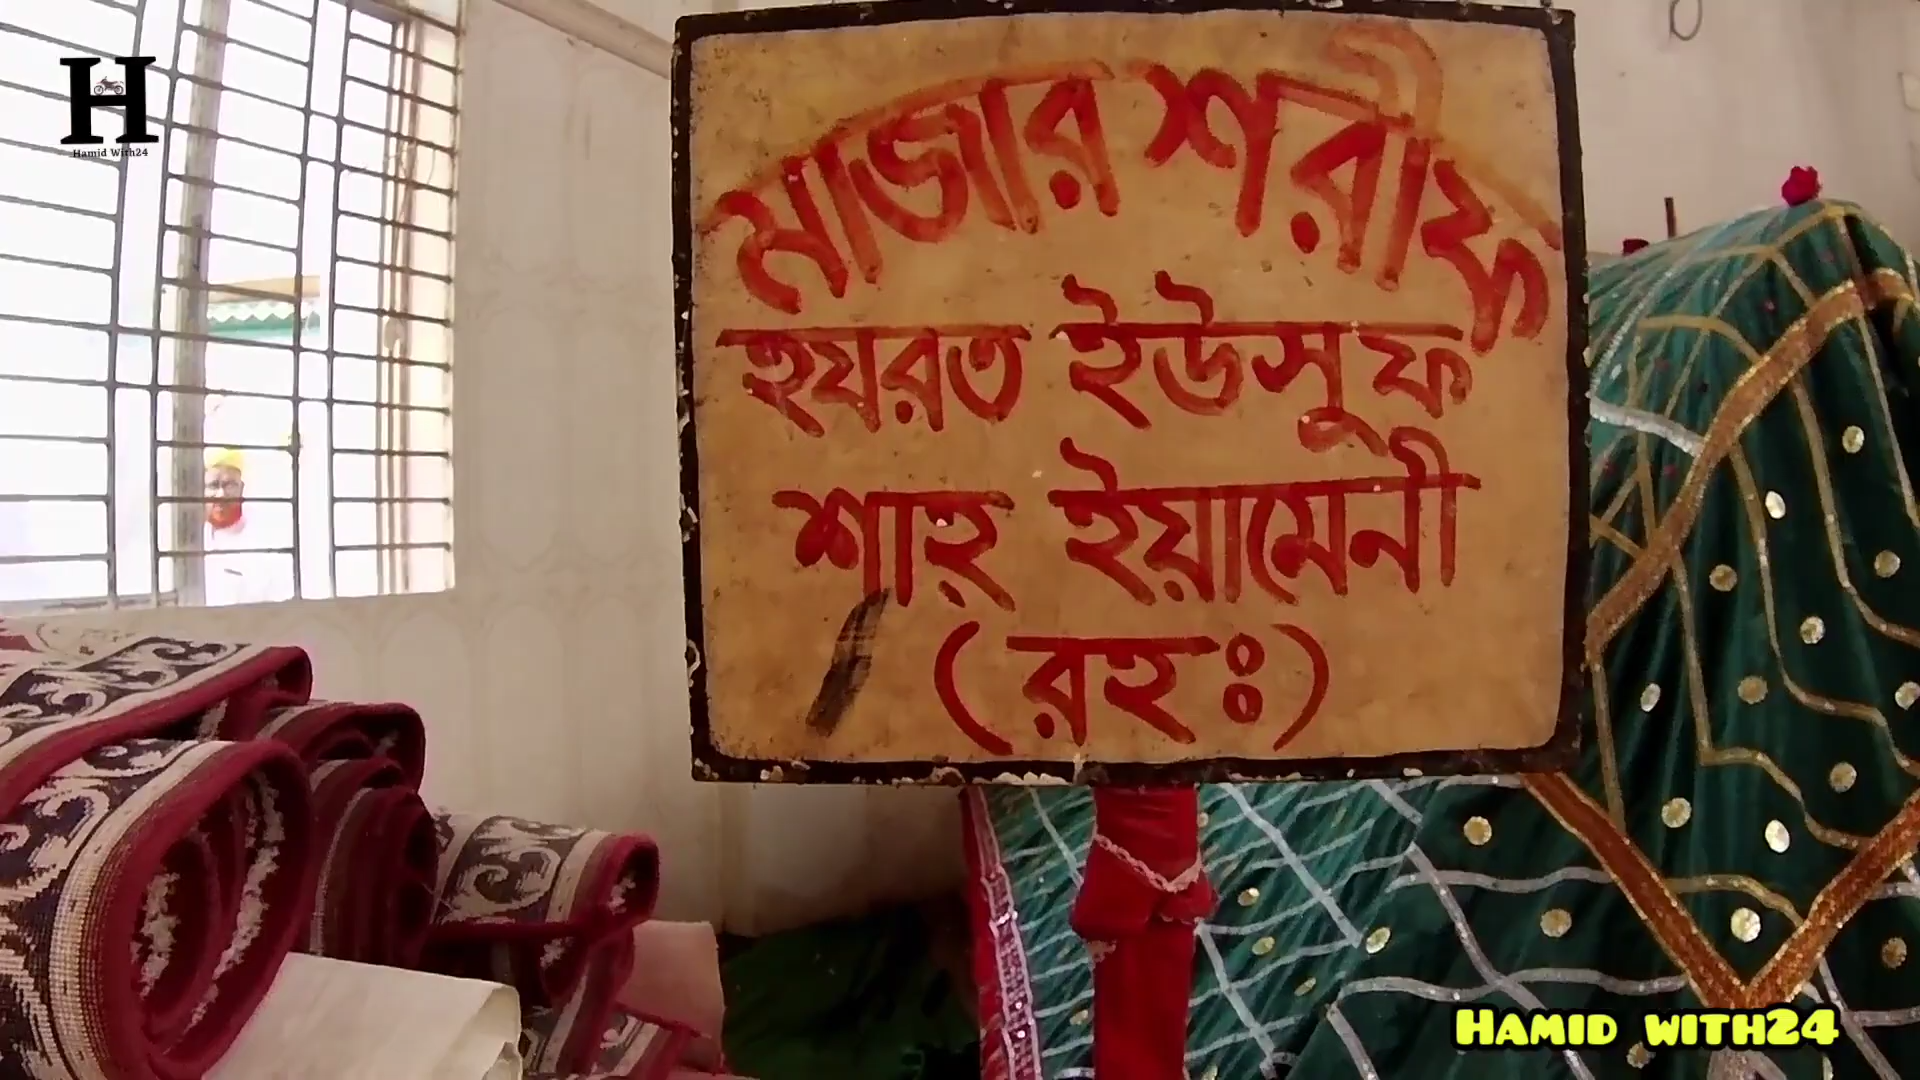 H
Hamid With24
মাজার শরীফ
হযরত ইউসুফ
শাহ্ ইয়ামেনী
(রহঃ)
HAMID WITH24